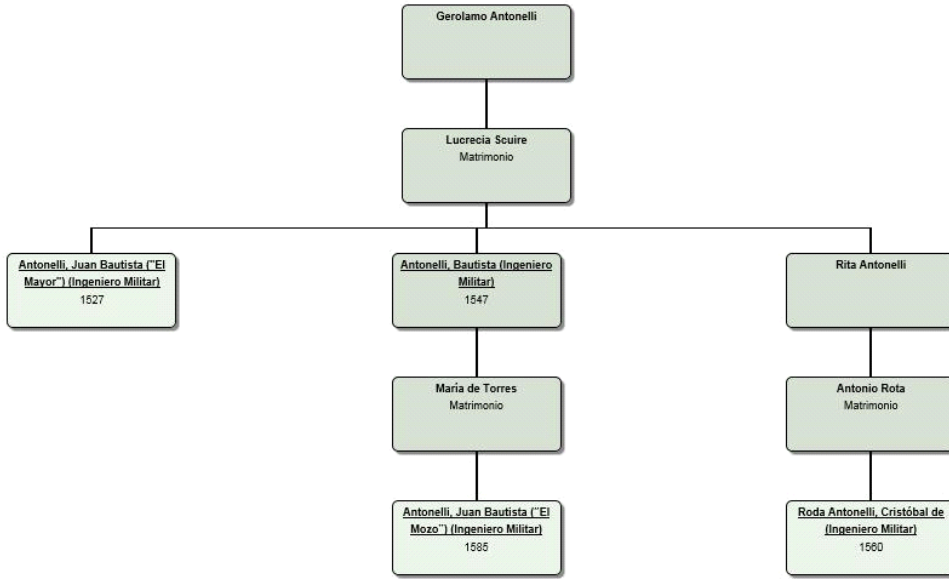 Gerolamo Antonelli
Lucrecia Scuire
Matrimonio
Antonelli, Juan Bautista ("El
Mayor") (Ingeniero Militar)
1527
Antonelli, Bautista (Ingeniero
Militar)
1547
Rita Antonelli
María de Torres
Matrimonio
Antonio Rota
Matrimonio
Antonelli, Juan Bautista ("El
Mozo") (Ingeniero Militar)
1585
Roda Antonelli, Cristóbal de
(Ingeniero Militar)
1560